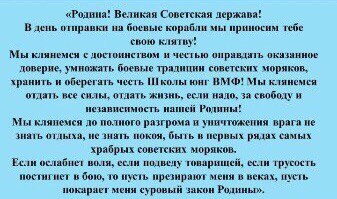 «Родина! Великая Советская держава!
В день отправки на боевые корабли мы приносим тебе
свою клятву!
Мы клянемся с достоинством и честью оправдать оказанное
доверие, умножать боевые традиции советских моряков,
хранить и оберегать честь Школы юнг ВМФ! Мы клянемся
отдать все силы, отдать жизнь, если надо, за свободу и
независимость нашей Родины!
Мы клянемся до полного разгрома и уничтожения врага не
знать отдыха, не знать покоя, быть в первых рядах самых
храбрых советских моряков.
Если ослабнет воля, если подведу товарищей, если трусость
постигнет в бою, то пусть презирают меня в веках, пусть
покарает меня суровый закон Родины».